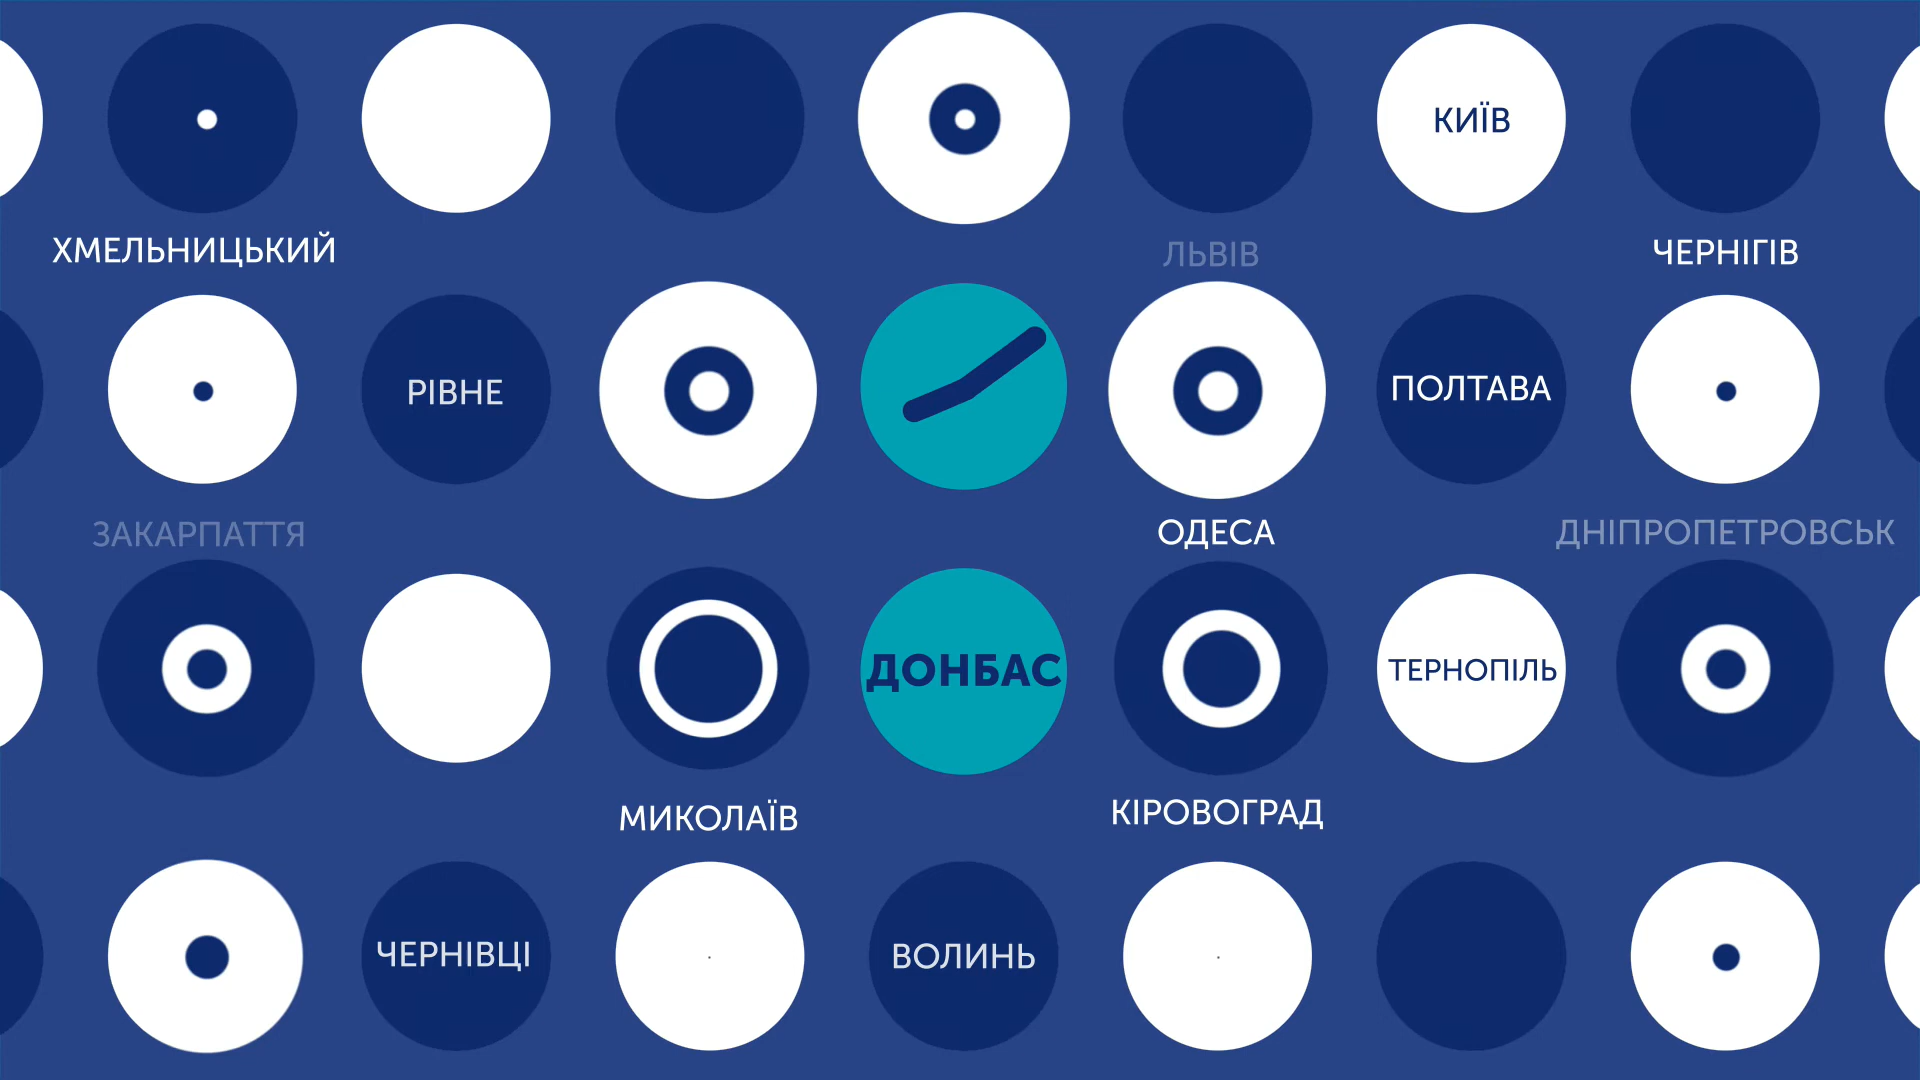 КИЇВ
ХМЕЛЬНИЦЬКИЙ
ЛЬВІВ
ЧЕРНІГІВ
РІВНЕ
ПОЛТАВА
ЗАКАРПАТТЯ
ОДЕСА
ДНІПРОПЕТРОВСЬК
ДОНБАС
ТЕРНОПІЛЬ
МИКОЛАЇВ
КІРОВОГРАД
ЧЕРНІВЦІ
ВОЛИНЬ